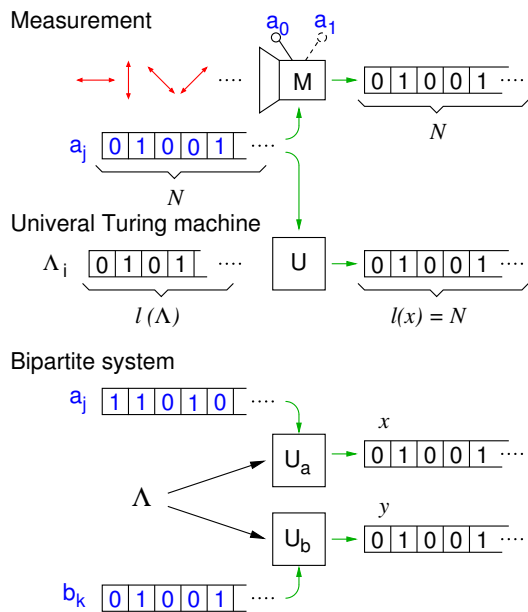 Measurement
a0 a1
.... M 0 1 0 0 1 ....
N
aj 0 1 0 0 1 ....
N
Univeral Turing machine
Λi 0 1 0 1 .... U 0 1 0 0 1 ....
l (Λ) l(x) = N
Bipartite system
aj 1 1 0 1 0 ....
x
Ua 0 1 0 0 1 ....
Λ
y
Ub 0 1 0 0 1 ....
bk 0 1 0 0 1 ....